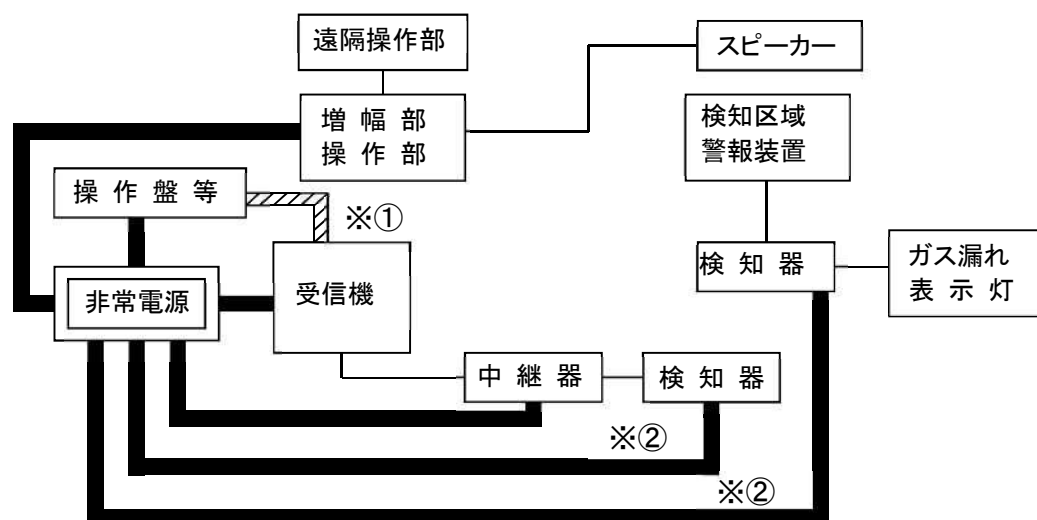 遠隔操作部
スピーカー
増幅部
操作部
検知区域
警報装置
操作盤等
※①
検知器
ガス漏れ
表示灯
非常電源
受信機
中継器
検知器
※②
※②